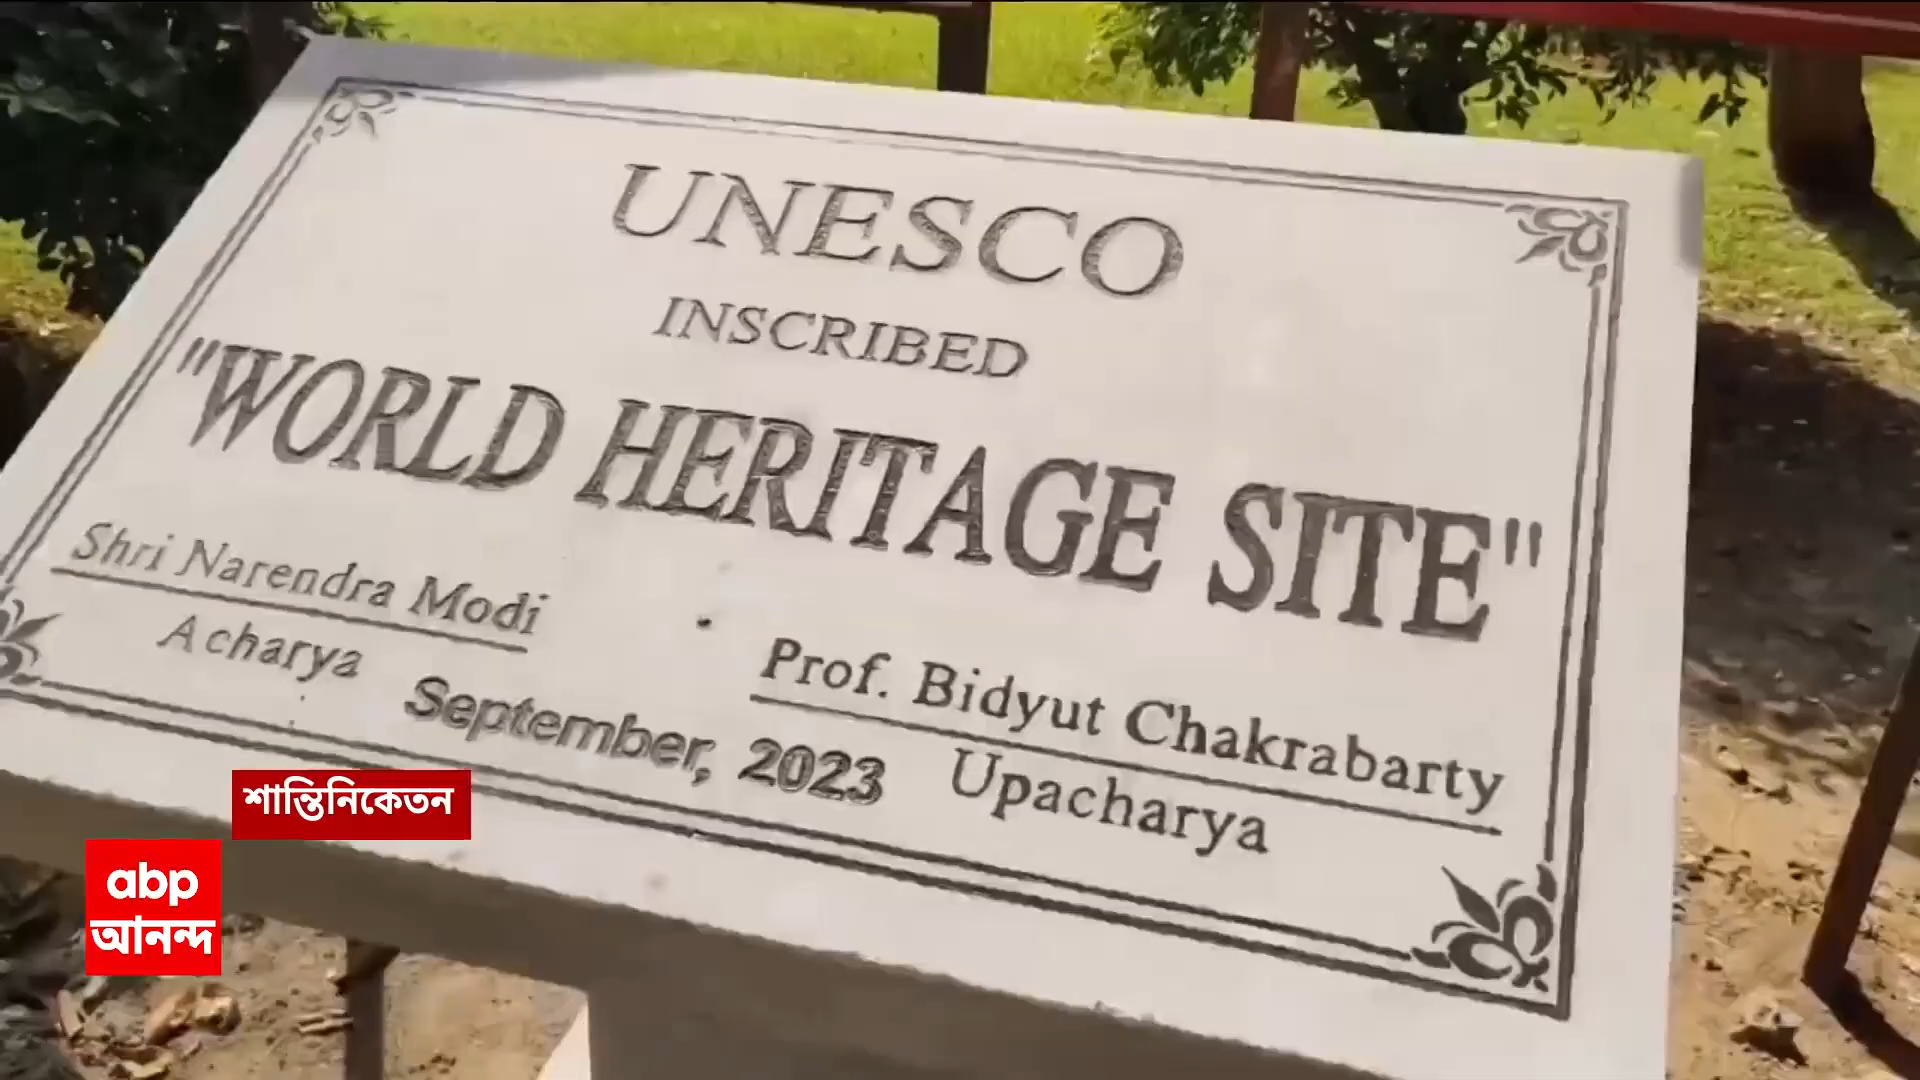 UNESCO
INSCRIBED
"WORLD HERITAGE SITE"
Shri Narendra Modi
Acharya
Prof. Bidyut Chakrabarty
Upacharya
September, 2023
শান্তিনিকেতন
abp
আনন্দ